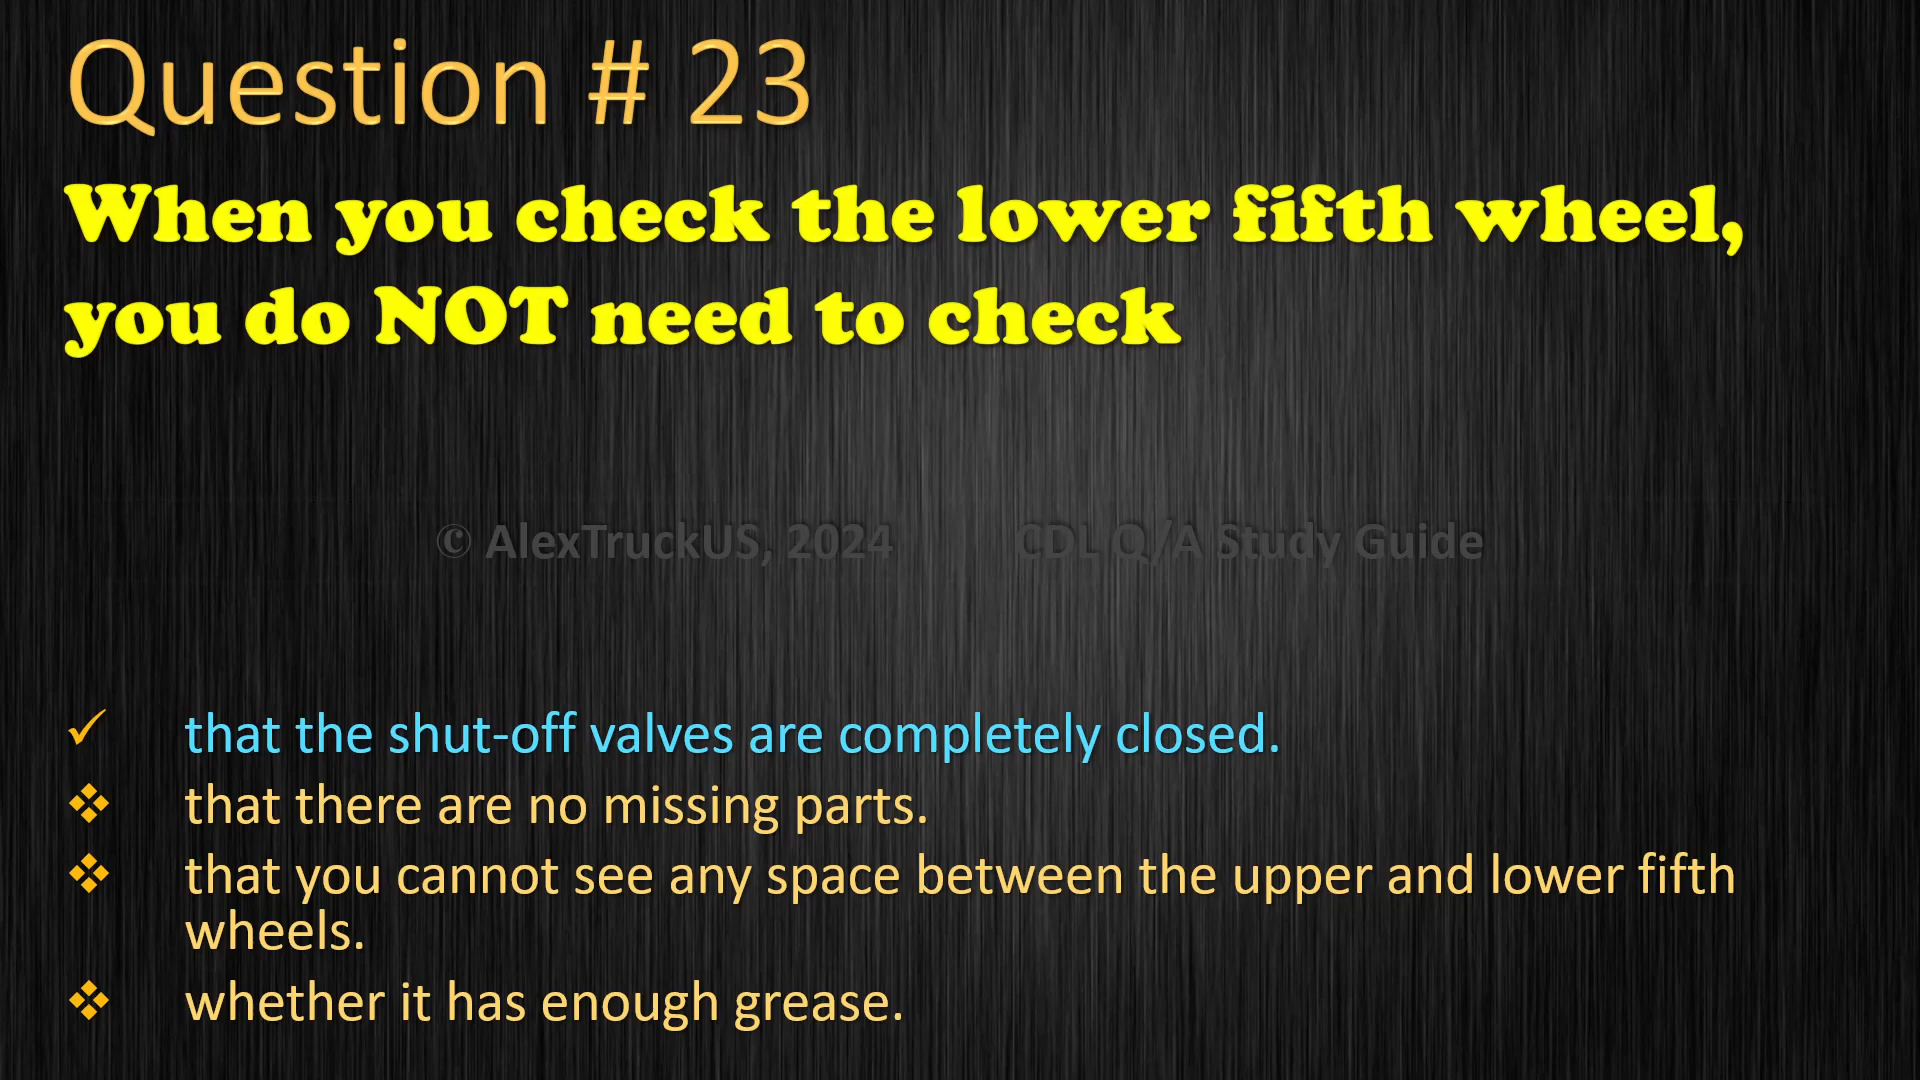 Question # 23
When you check the lower fifth wheel,
you do NOT need to check
© AlexTruckUS, 2024 CDL Q/A Study Guide
✓ that the shut-off valves are completely closed.
❖ that there are no missing parts.
❖ that you cannot see any space between the upper and lower fifth
wheels.
❖ whether it has enough grease.